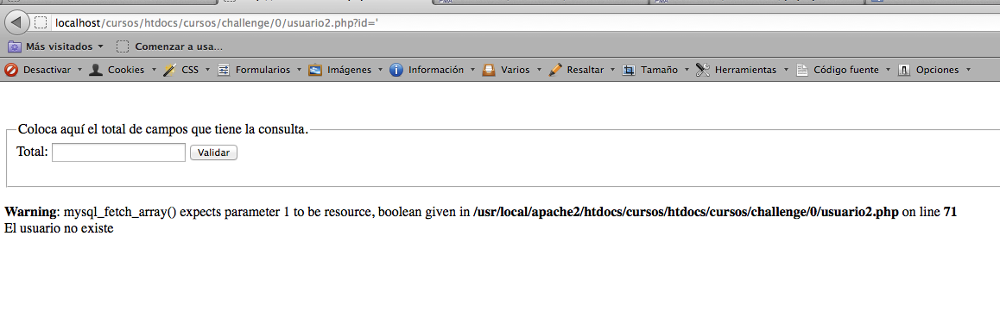 localhost/cursos/htdocs/cursos/challenge/0/usuario2.php?id='
Más visitados Comenzar a usa...
Desactivar Cookies CSS Formularios Imágenes Información Varios Resaltar Tamaño Herramientas Código fuente Opciones
Coloca aquí el total de campos que tiene la consulta.
Total: Validar
Warning: mysql_fetch_array() expects parameter 1 to be resource, boolean given in /usr/local/apache2/htdocs/cursos/htdocs/cursos/challenge/0/usuario2.php on line 71
El usuario no existe